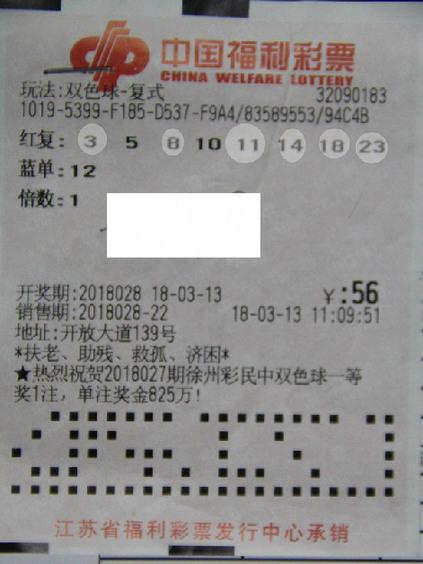 中国福利彩票
CHINA WELFARE LOTTERY
玩法:双色球-复式 32090183
1019-5399-F185-D537-F9A4/83589553/94C4B
红复: 3 5 8 10 11 14 18 23
蓝单:12
倍数:1
开奖期:2018028 18-03-13 ￥:56
销售期:2018028-22 18-03-13 11:09:51
地址:开放大道139号
*扶老、助残、救孤、济困*
★热烈祝贺2018027期徐州彩民中双色球一等
奖1注，单注奖金825万!
江苏省福利彩票发行中心承销